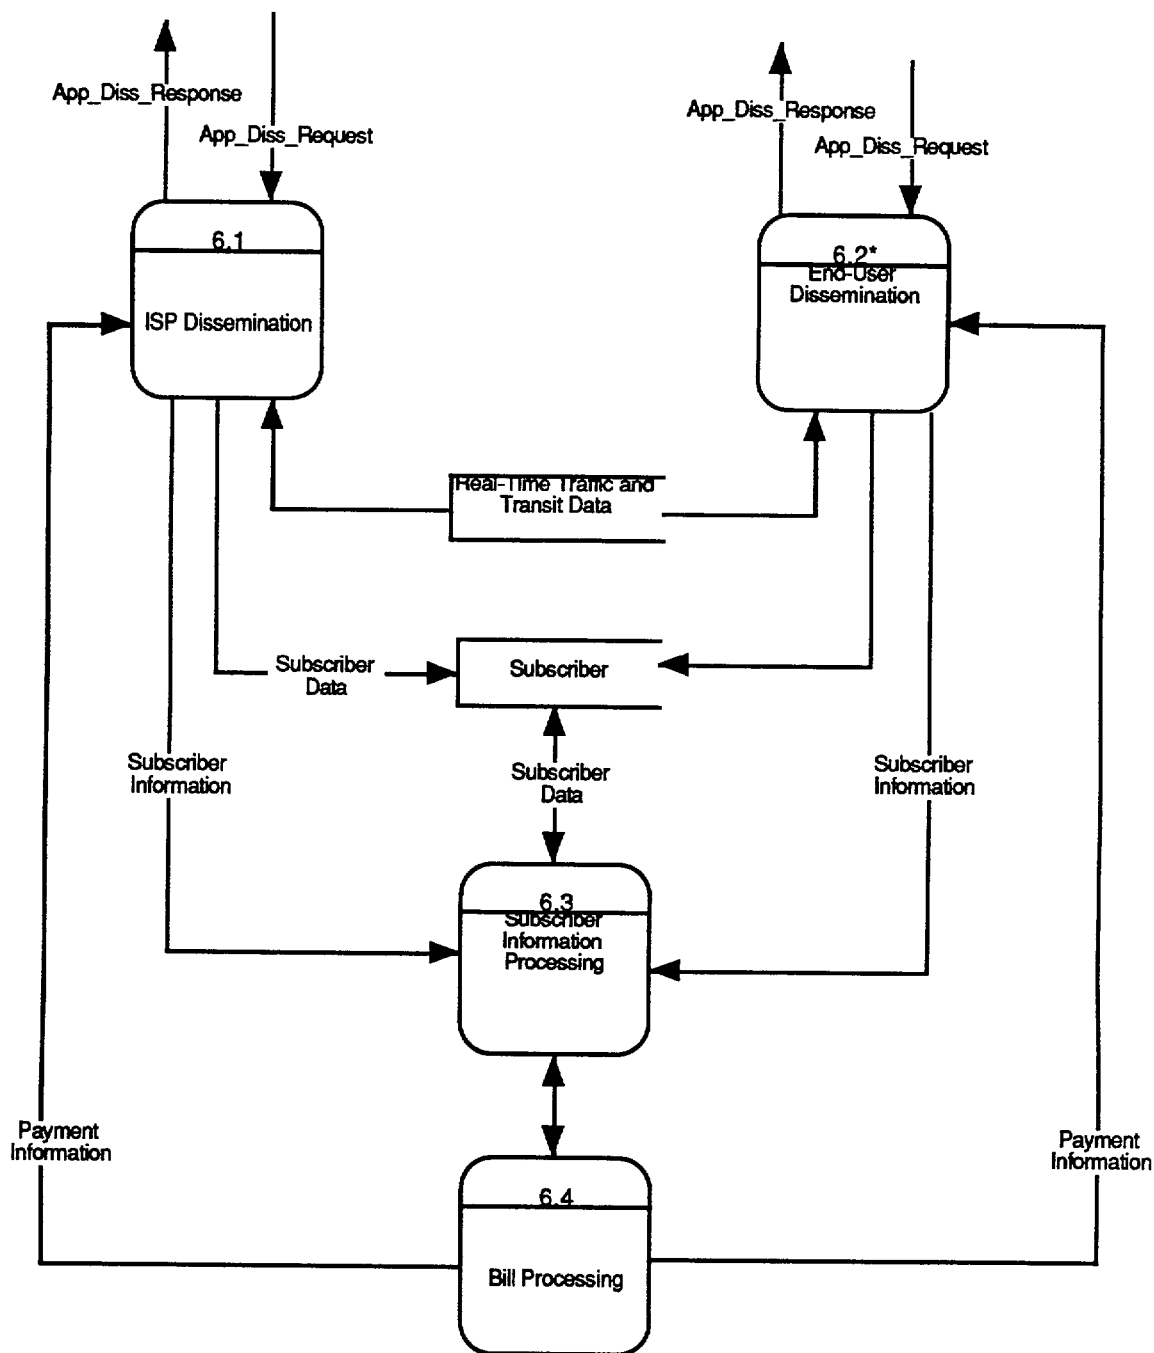 App_Diss_Response
App_Diss_Request
App_Diss_Response
App_Diss_Request
6.1
ISP Dissemination
6.2*
End-User
Dissemination
Real-Time Traffic and
Transit Data
Subscriber
Data
Subscriber
Subscriber
Information
Subscriber
Data
Subscriber
Information
6.3
Subscriber
Information
Processing
Payment
Information
Payment
Information
6.4
Bill Processing